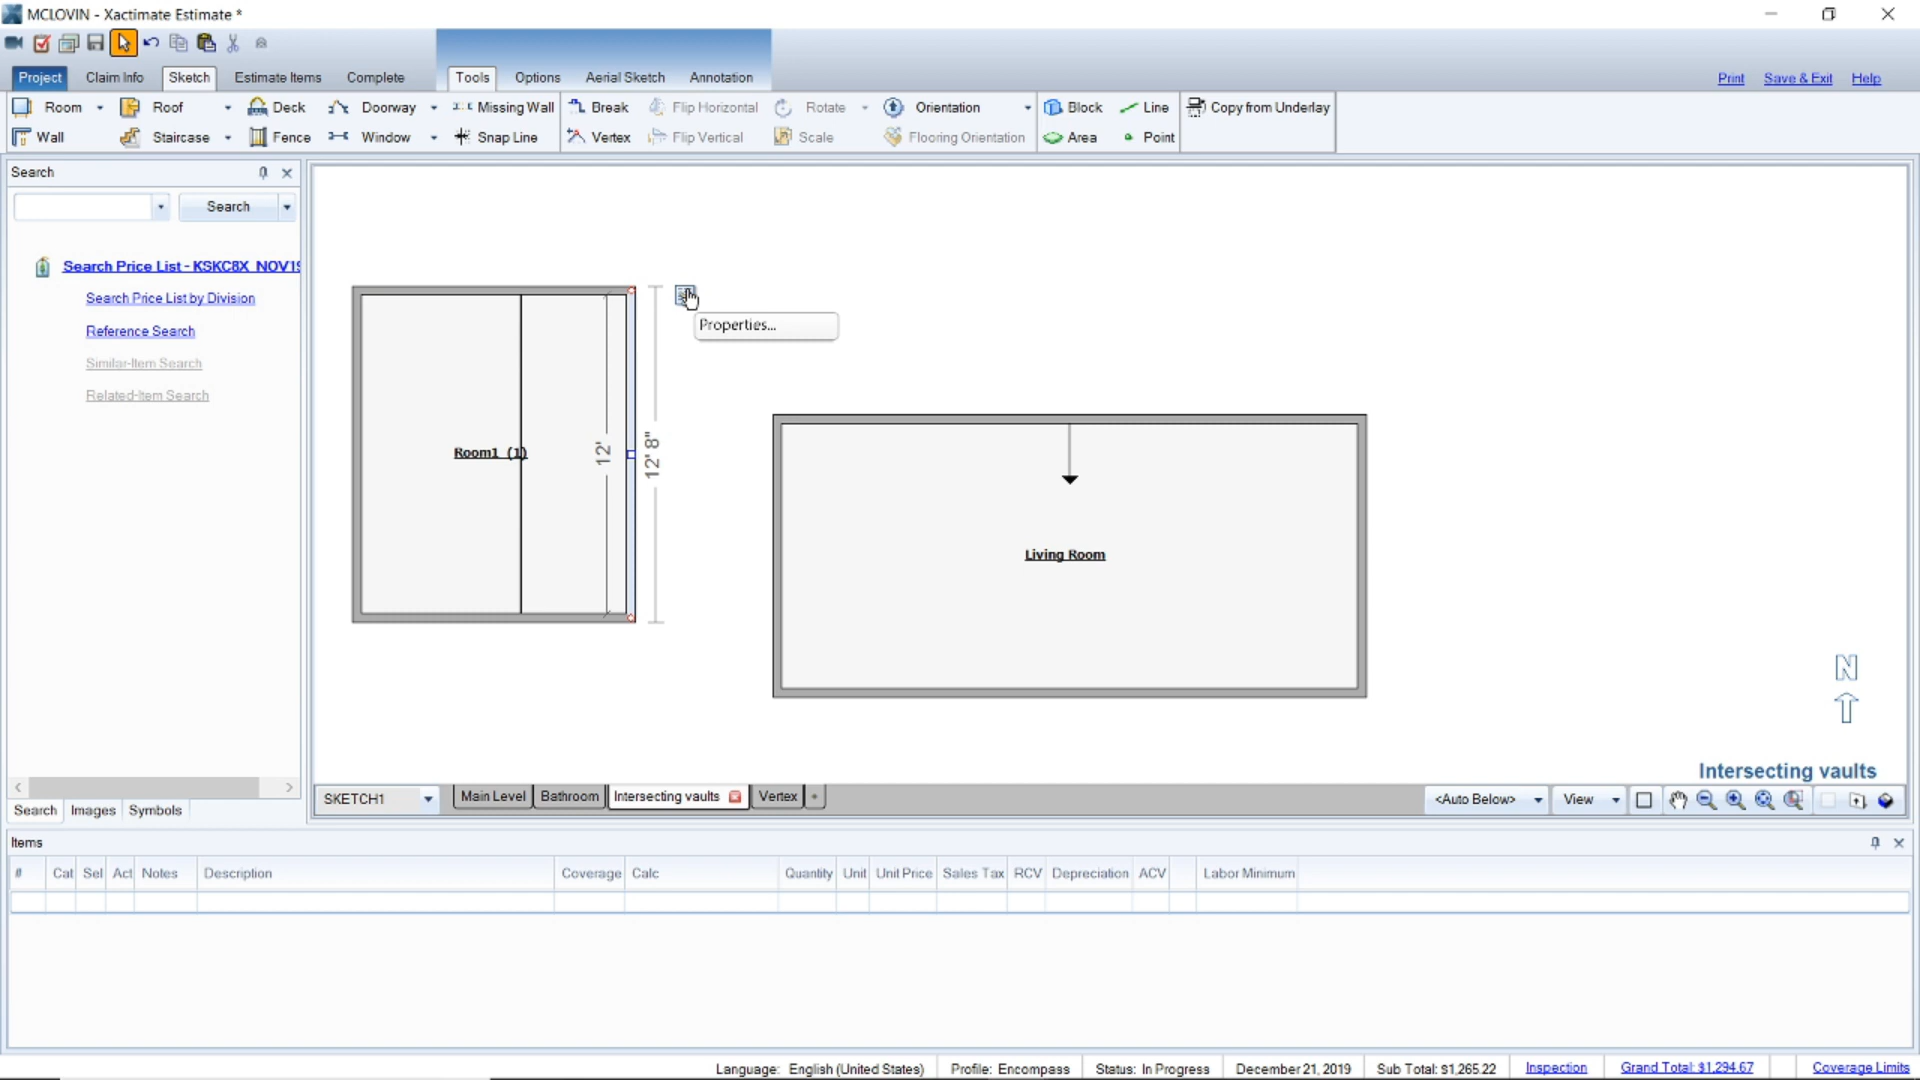 MCLOVIN - Xactimate Estimate *
Project Claim Info Sketch Estimate Items Complete Tools Options Aerial Sketch Annotation Print Save & Exit Help
Room Roof Deck Doorway Missing Wall Break Flip Horizontal Rotate Orientation Block Line Copy from Underlay
Wall Staircase Fence Window Snap Line Vertex Flip Vertical Scale Flooring Orientation Area Point
Search
Search
Search Price List - KSKC8X_NOV19
Search Price List by Division
Reference Search
Similar-Item Search
Related-Item Search
Properties...
Room1 (1)
12'
12' 8"
Living Room
N
Intersecting vaults
SKETCH1 Main Level Bathroom Intersecting vaults Vertex + <Auto Below> View
Search Images Symbols
Items
# Cat Sel Act Notes Description Coverage Calc Quantity Unit Unit Price Sales Tax RCV Depreciation ACV Labor Minimum
Language: English (United States) Profile: Encompass Status: In Progress December 21, 2019 Sub Total: $1,265.22 Inspection Grand Total: $1,294.67 Coverage Limits